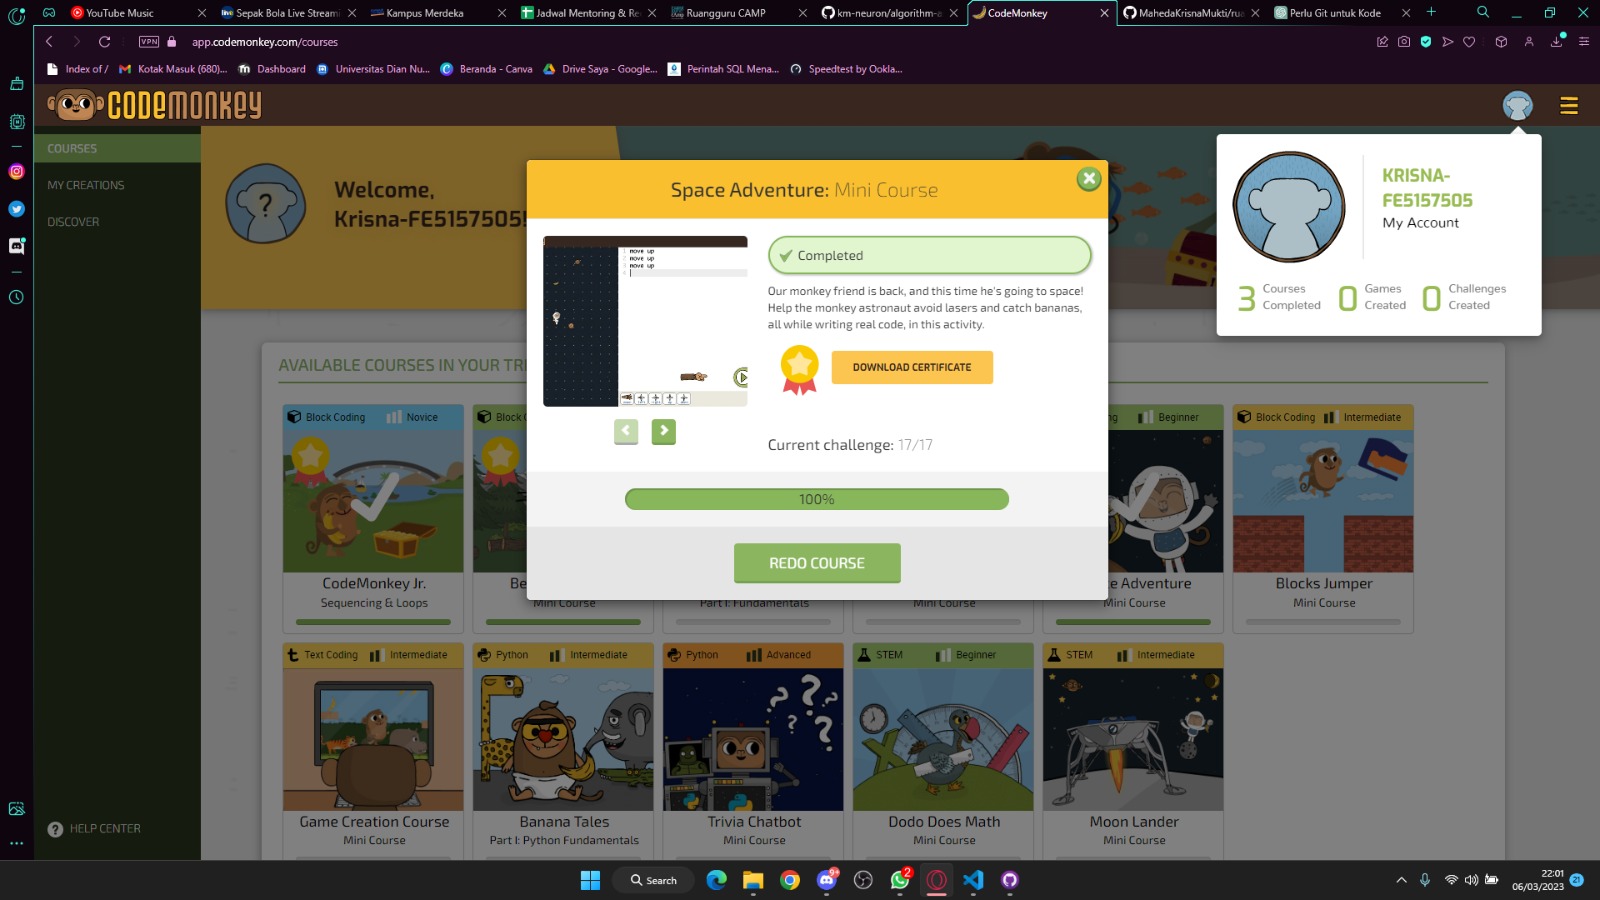 YouTube Music
Sepak Bola Live Streami
Kampus Merdeka
Jadwal Mentoring & Re
Ruangguru CAMP
km-neuron/algorithm-a
CodeMonkey
MahedaKrisnaMukti/rua
Perlu Git untuk Kode
VPN
app.codemonkey.com/courses
Index of /
Kotak Masuk (680)...
Dashboard
Universitas Dian Nu...
Beranda - Canva
Drive Saya - Google...
Perintah SQL Mena...
Speedtest by Ookla...
CODEMONKEY
COURSES
MY CREATIONS
DISCOVER
HELP CENTER
Welcome,
Krisna-FE5157505!
KRISNA-
FE5157505
My Account
3 Courses Completed
0 Games Created
0 Challenges Created
Space Adventure: Mini Course
move up
move up
move up
Completed
Our monkey friend is back, and this time he's going to space!
Help the monkey astronaut avoid lasers and catch bananas,
all while writing real code, in this activity.
DOWNLOAD CERTIFICATE
Current challenge: 17/17
100%
REDO COURSE
AVAILABLE COURSES IN YOUR TRI
Block Coding Novice
CodeMonkey Jr.
Sequencing & Loops
Block Co
Be
Mini Course
Part I: Fundamentals
Mini Course
ng Beginner
ce Adventure
Mini Course
Block Coding Intermediate
Blocks Jumper
Mini Course
Text Coding Intermediate
Game Creation Course
Mini Course
Python Intermediate
Banana Tales
Part I: Python Fundamentals
Python Advanced
Trivia Chatbot
Mini Course
STEM Beginner
Dodo Does Math
Mini Course
STEM Intermediate
Moon Lander
Mini Course
Search
9+
2
22:01
06/03/2023
21